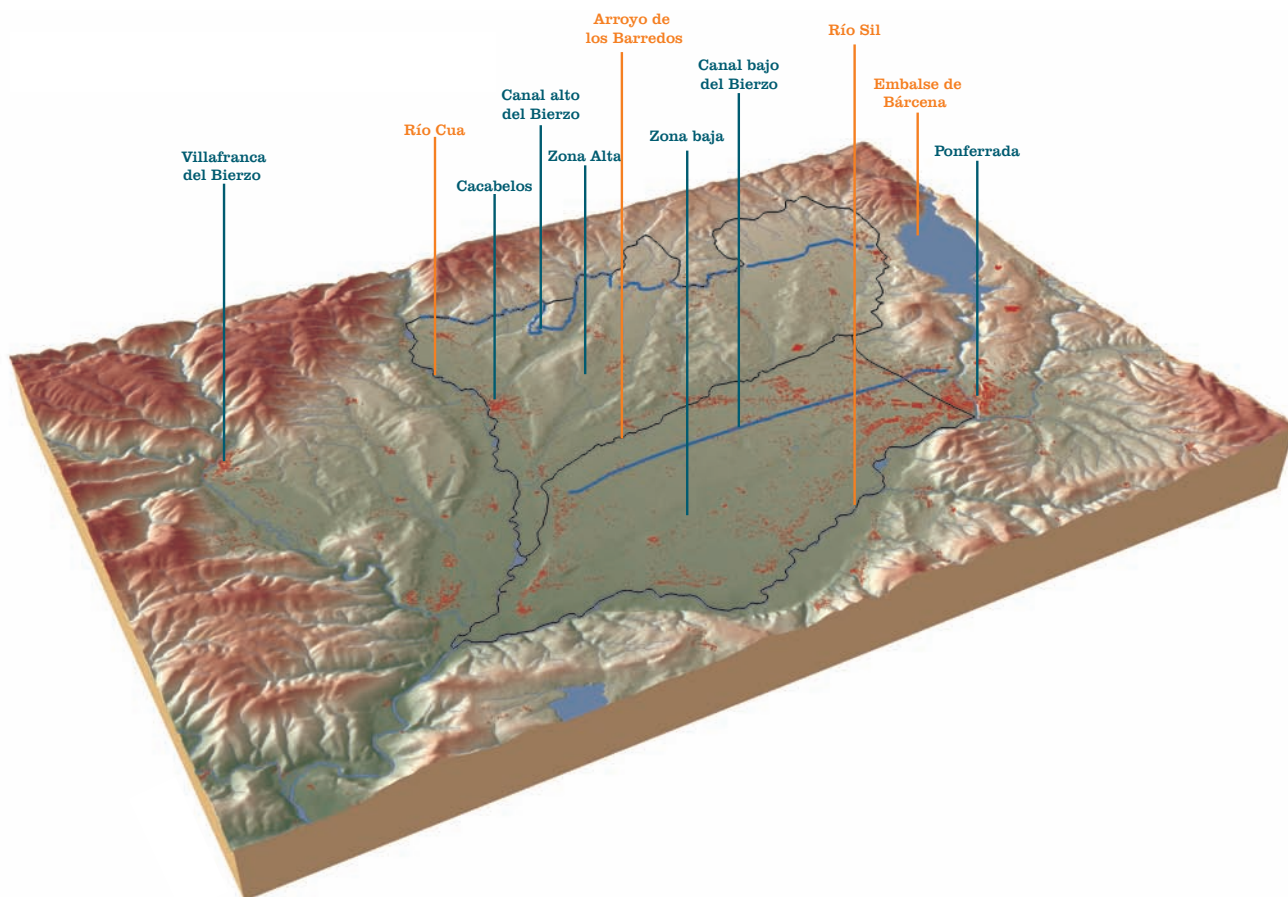 Arroyo de
los Barredos
Río Sil
Canal bajo
del Bierzo
Embalse de
Bárcena
Canal alto
del Bierzo
Río Cua
Zona baja
Zona Alta
Ponferrada
Villafranca
del Bierzo
Cacabelos